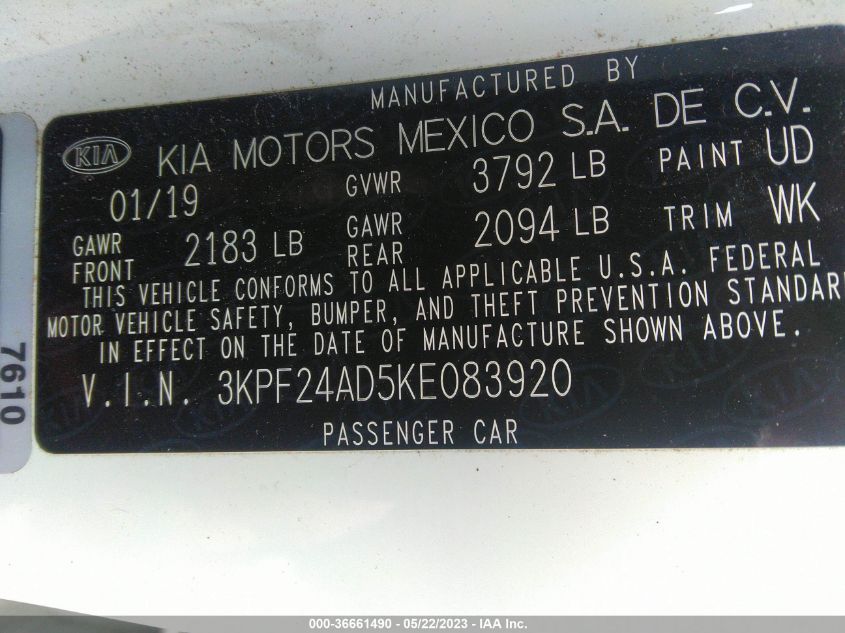 MANUFACTURED BY
KIA KIA MOTORS MEXICO S.A. DE C.V.
01/19 GVWR 3792 LB PAINT UD
GAWR FRONT 2183 LB GAWR REAR 2094 LB TRIM WK
THIS VEHICLE CONFORMS TO ALL APPLICABLE U.S.A. FEDERAL
MOTOR VEHICLE SAFETY, BUMPER, AND THEFT PREVENTION STANDAR
IN EFFECT ON THE DATE OF MANUFACTURE SHOWN ABOVE.
V.I.N. 3KPF24AD5KE083920
PASSENGER CAR
7610
000-36661490 - 05/22/2023 - IAA Inc.